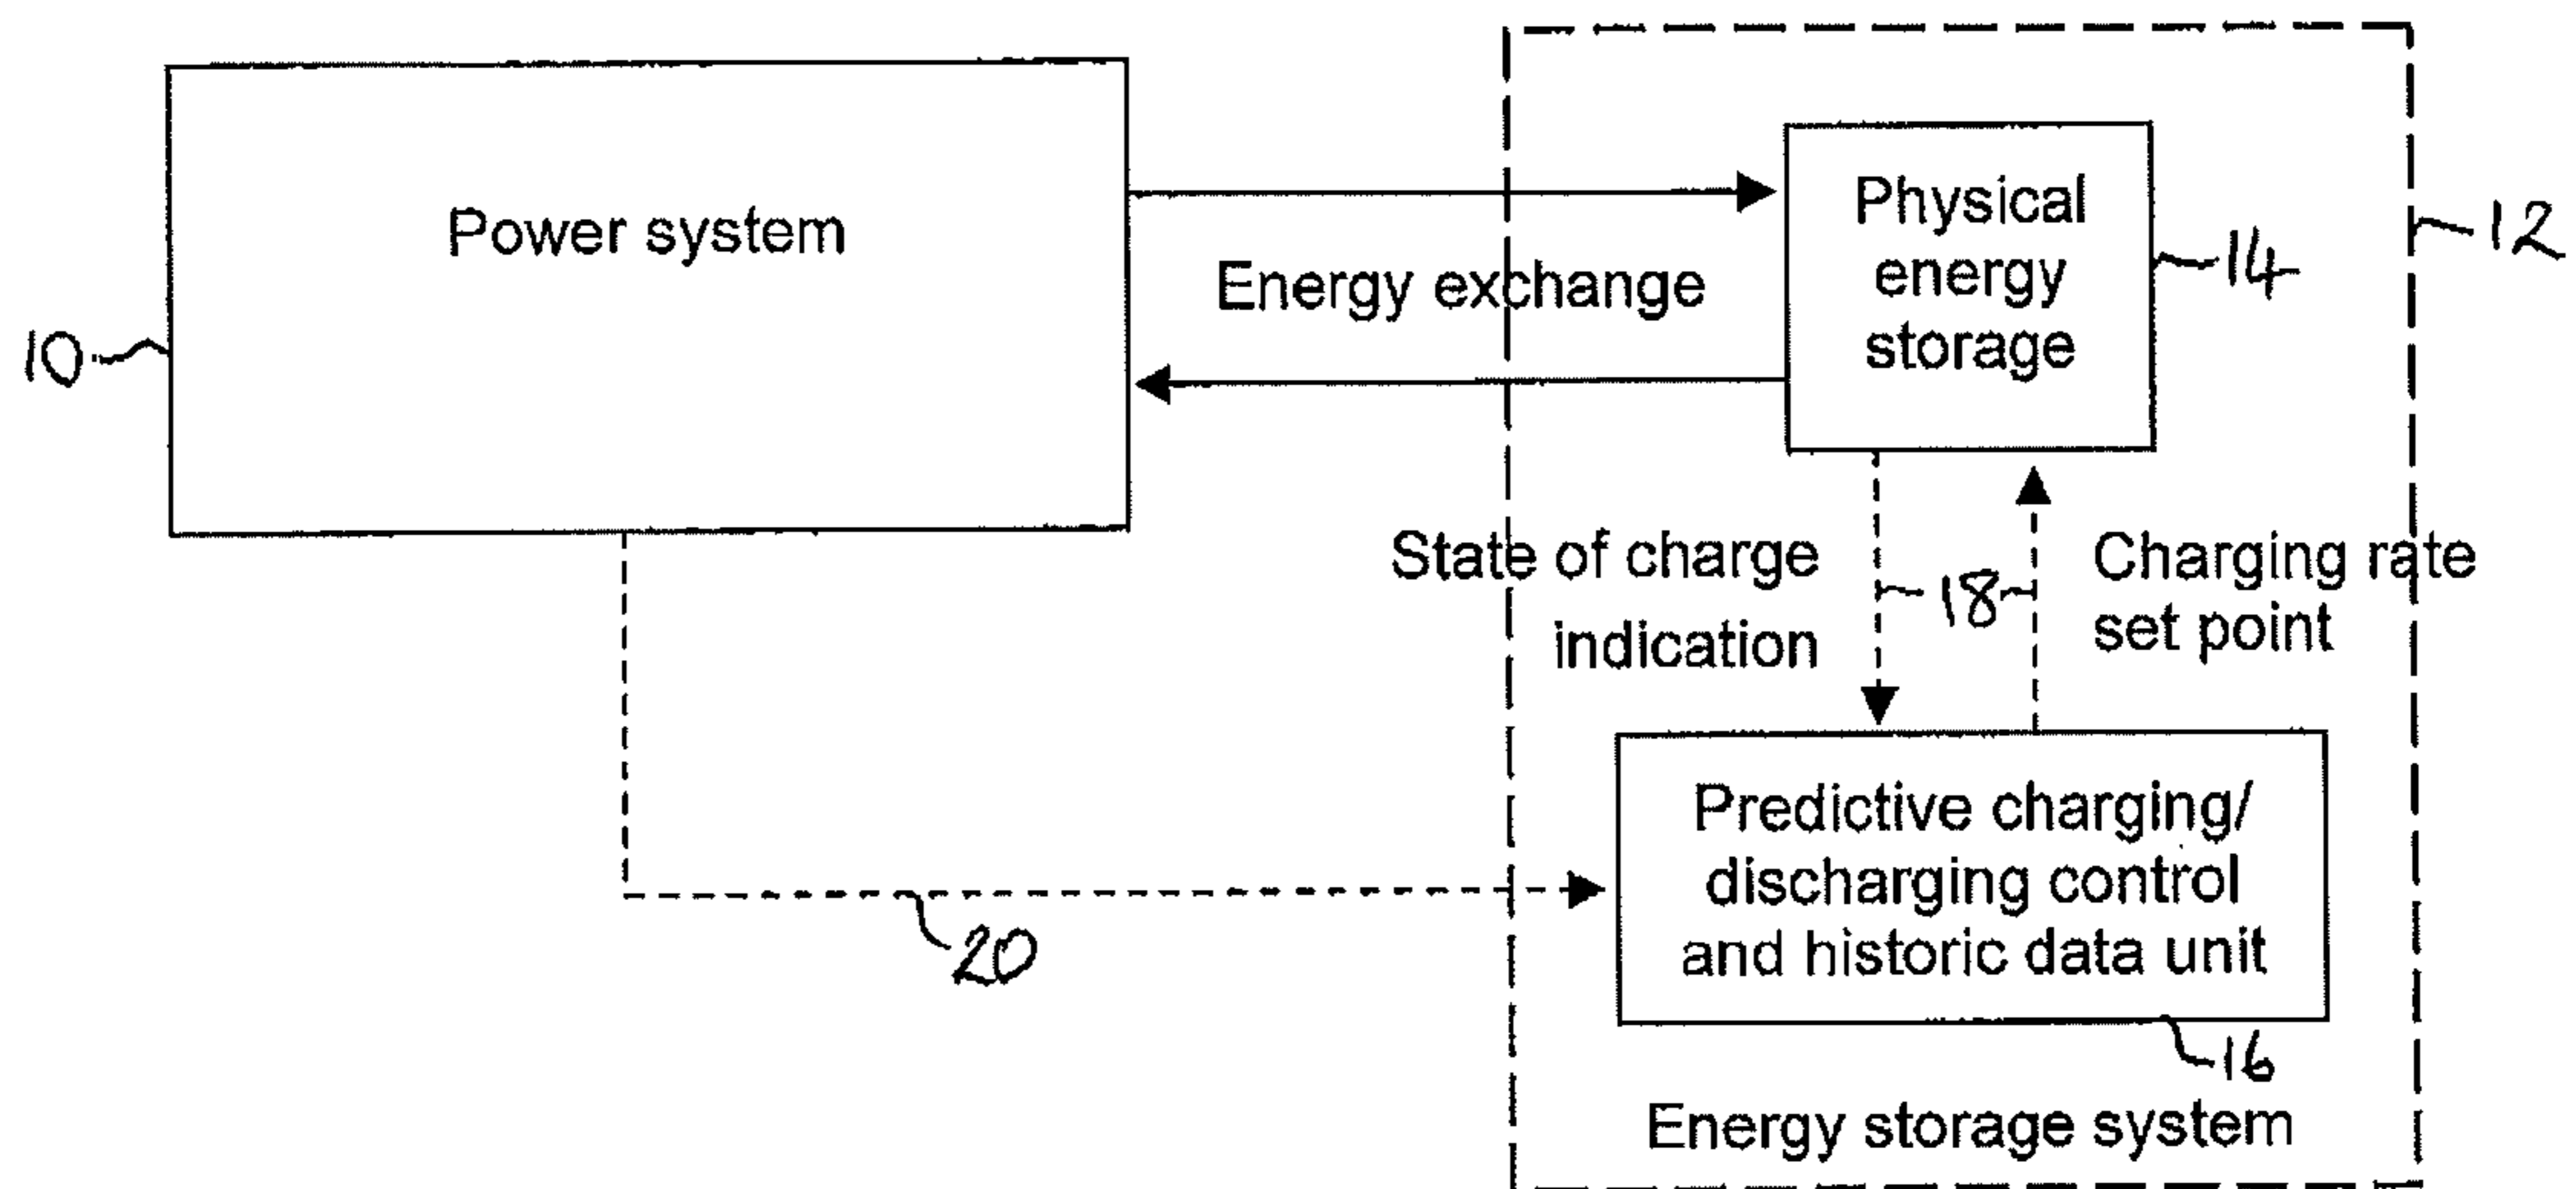 Power system
10
Energy exchange
Physical
energy
storage
14
12
State of charge
indication
18
Charging rate
set point
20
Predictive charging/
discharging control
and historic data unit
16
Energy storage system